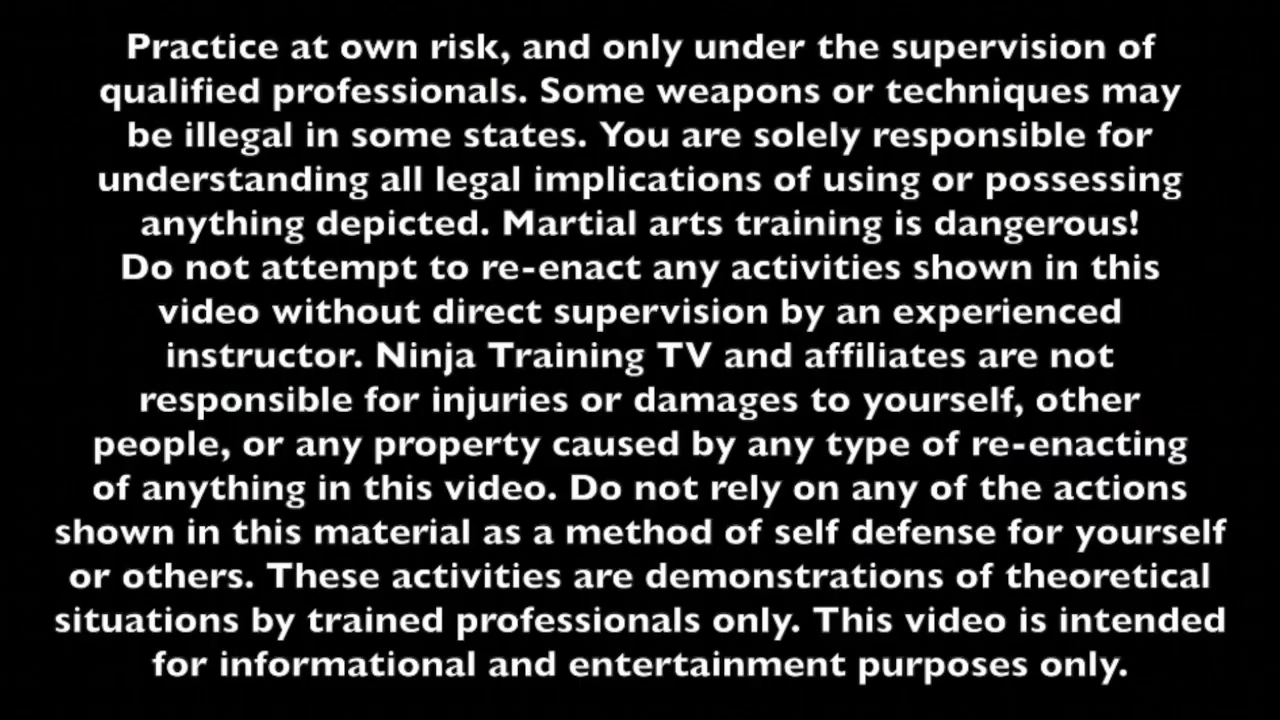 Practice at own risk, and only under the supervision of
qualified professionals. Some weapons or techniques may
be illegal in some states. You are solely responsible for
understanding all legal implications of using or possessing
anything depicted. Martial arts training is dangerous!
Do not attempt to re-enact any activities shown in this
video without direct supervision by an experienced
instructor. Ninja Training TV and affiliates are not
responsible for injuries or damages to yourself, other
people, or any property caused by any type of re-enacting
of anything in this video. Do not rely on any of the actions
shown in this material as a method of self defense for yourself
or others. These activities are demonstrations of theoretical
situations by trained professionals only. This video is intended
for informational and entertainment purposes only.